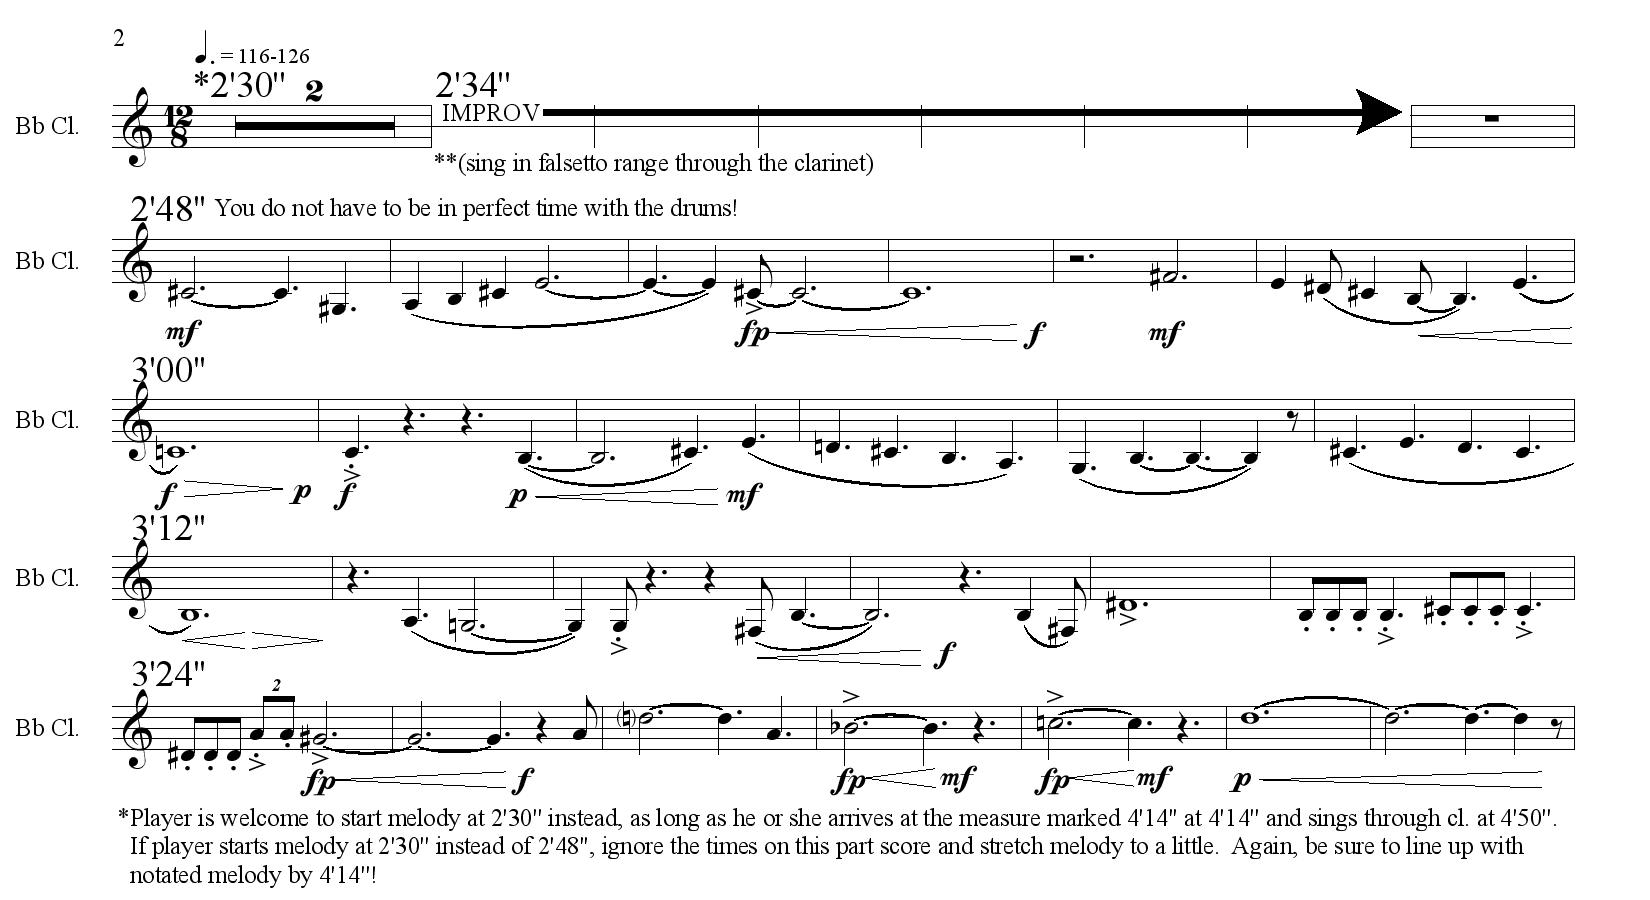 2
♩. = 116-126
*2'30" 2 2'34"
Bb Cl. 12/8 IMPROV
**(sing in falsetto range through the clarinet)
2'48" You do not have to be in perfect time with the drums!
Bb Cl.
mf fp f mf
3'00"
Bb Cl.
f p f p mf
3'12"
Bb Cl.
f
3'24" 2
Bb Cl.
fp f fp mf fp mf p
*Player is welcome to start melody at 2'30" instead, as long as he or she arrives at the measure marked 4'14" at 4'14" and sings through cl. at 4'50".
If player starts melody at 2'30" instead of 2'48", ignore the times on this part score and stretch melody to a little. Again, be sure to line up with
notated melody by 4'14"!